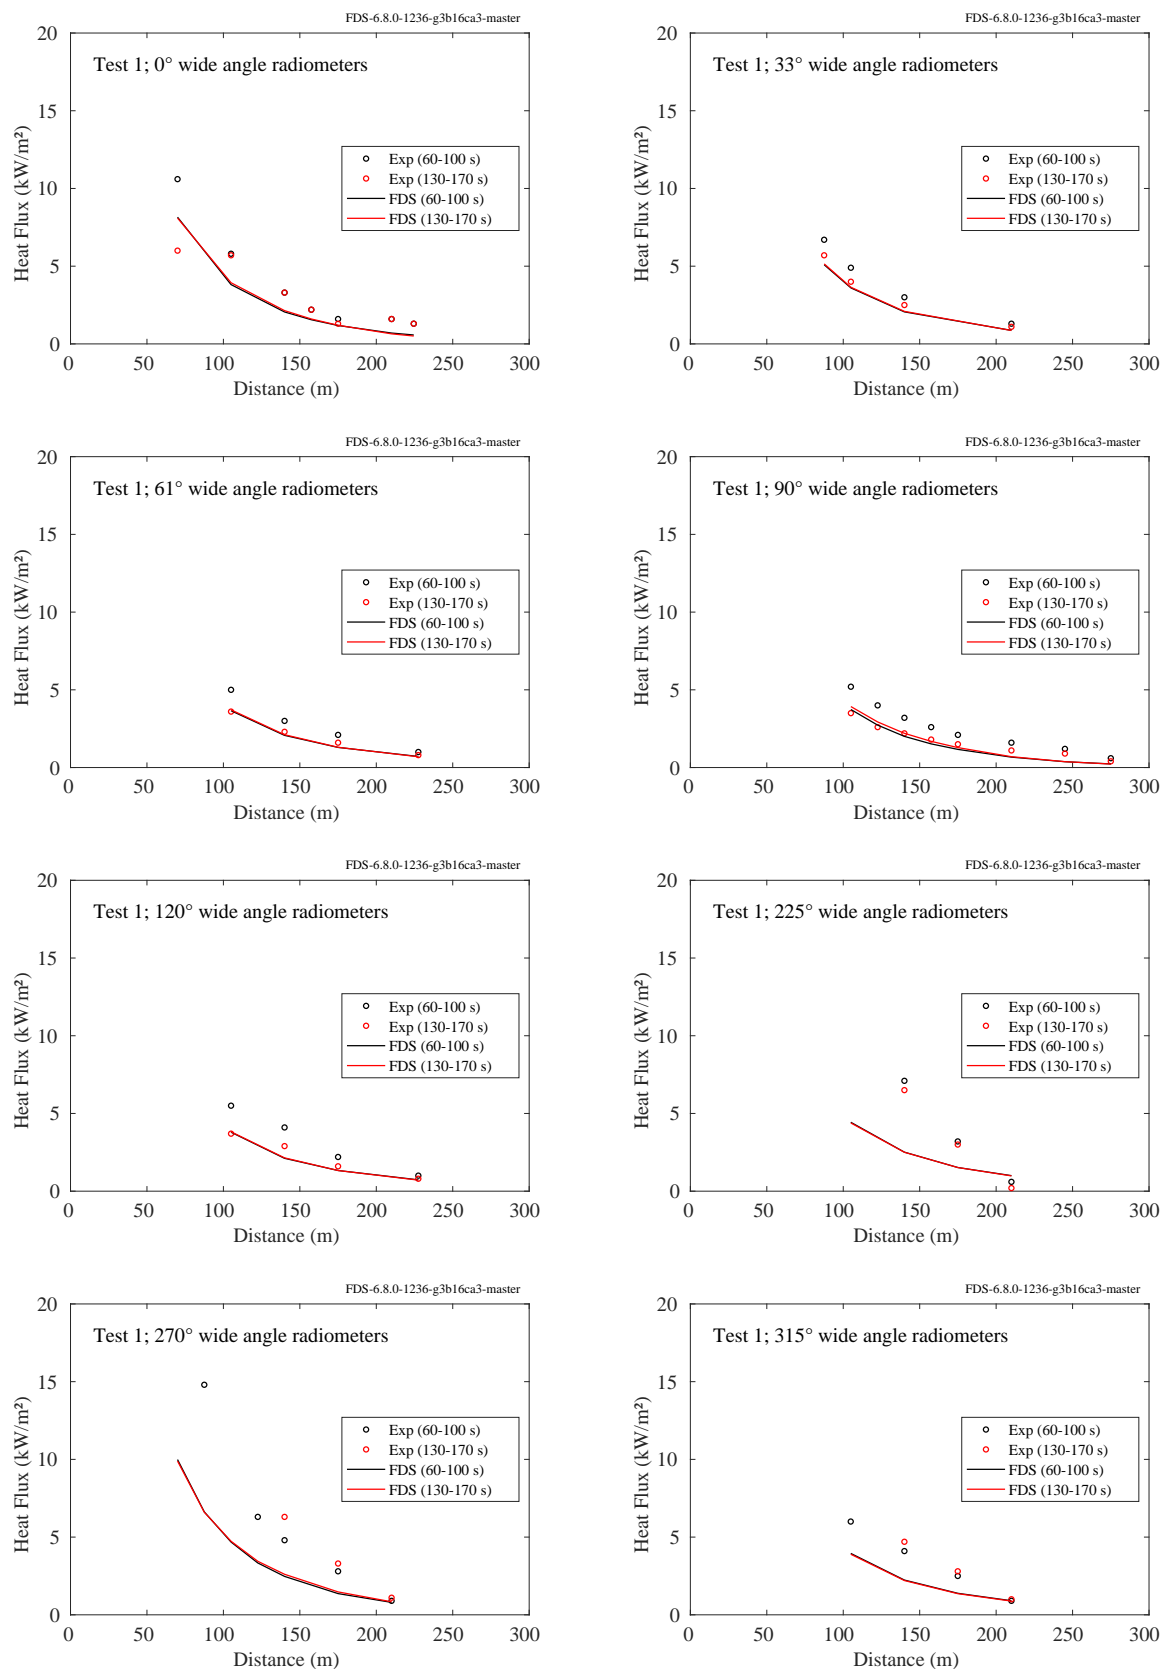 FDS-6.8.0-1236-g3b16ca3-master
Test 1; 0° wide angle radiometers
Heat Flux (kW/m²)
20
15
10
5
0
Exp (60-100 s)
Exp (130-170 s)
FDS (60-100 s)
FDS (130-170 s)
0 50 100 150 200 250 300
Distance (m)
FDS-6.8.0-1236-g3b16ca3-master
Test 1; 33° wide angle radiometers
Heat Flux (kW/m²)
20
15
10
5
0
Exp (60-100 s)
Exp (130-170 s)
FDS (60-100 s)
FDS (130-170 s)
0 50 100 150 200 250 300
Distance (m)
FDS-6.8.0-1236-g3b16ca3-master
Test 1; 61° wide angle radiometers
Heat Flux (kW/m²)
20
15
10
5
0
Exp (60-100 s)
Exp (130-170 s)
FDS (60-100 s)
FDS (130-170 s)
0 50 100 150 200 250 300
Distance (m)
FDS-6.8.0-1236-g3b16ca3-master
Test 1; 90° wide angle radiometers
Heat Flux (kW/m²)
20
15
10
5
0
Exp (60-100 s)
Exp (130-170 s)
FDS (60-100 s)
FDS (130-170 s)
0 50 100 150 200 250 300
Distance (m)
FDS-6.8.0-1236-g3b16ca3-master
Test 1; 120° wide angle radiometers
Heat Flux (kW/m²)
20
15
10
5
0
Exp (60-100 s)
Exp (130-170 s)
FDS (60-100 s)
FDS (130-170 s)
0 50 100 150 200 250 300
Distance (m)
FDS-6.8.0-1236-g3b16ca3-master
Test 1; 225° wide angle radiometers
Heat Flux (kW/m²)
20
15
10
5
0
Exp (60-100 s)
Exp (130-170 s)
FDS (60-100 s)
FDS (130-170 s)
0 50 100 150 200 250 300
Distance (m)
FDS-6.8.0-1236-g3b16ca3-master
Test 1; 270° wide angle radiometers
Heat Flux (kW/m²)
20
15
10
5
0
Exp (60-100 s)
Exp (130-170 s)
FDS (60-100 s)
FDS (130-170 s)
0 50 100 150 200 250 300
Distance (m)
FDS-6.8.0-1236-g3b16ca3-master
Test 1; 315° wide angle radiometers
Heat Flux (kW/m²)
20
15
10
5
0
Exp (60-100 s)
Exp (130-170 s)
FDS (60-100 s)
FDS (130-170 s)
0 50 100 150 200 250 300
Distance (m)